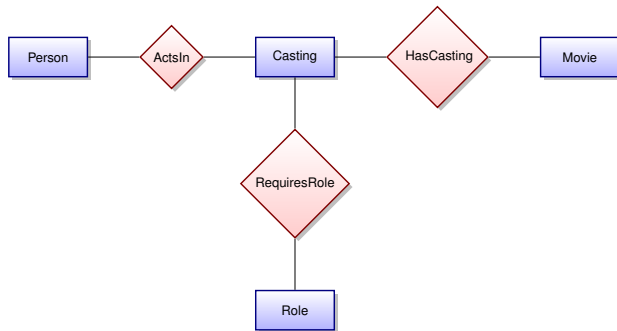 Person
ActsIn
Casting
HasCasting
Movie
RequiresRole
Role